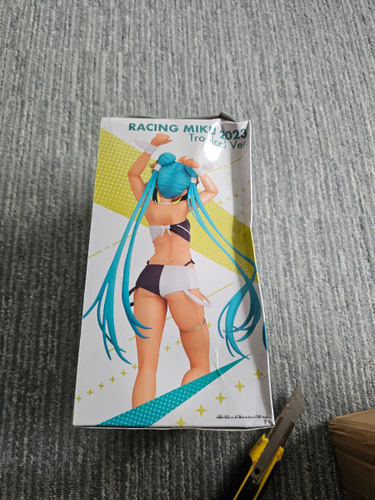 RACING MIKU 2023
Tropical Ver.